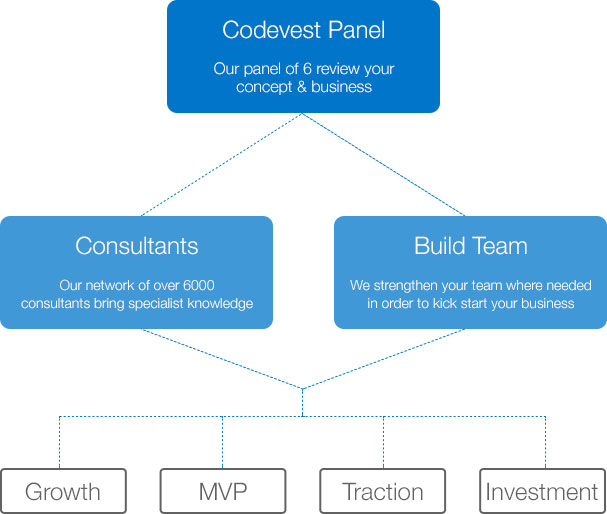 Codevest Panel
Our panel of 6 review your
concept & business
Consultants
Our network of over 6000
consultants bring specialist knowledge
Build Team
We strengthen your team where needed
in order to kick start your business
Growth
MVP
Traction
Investment